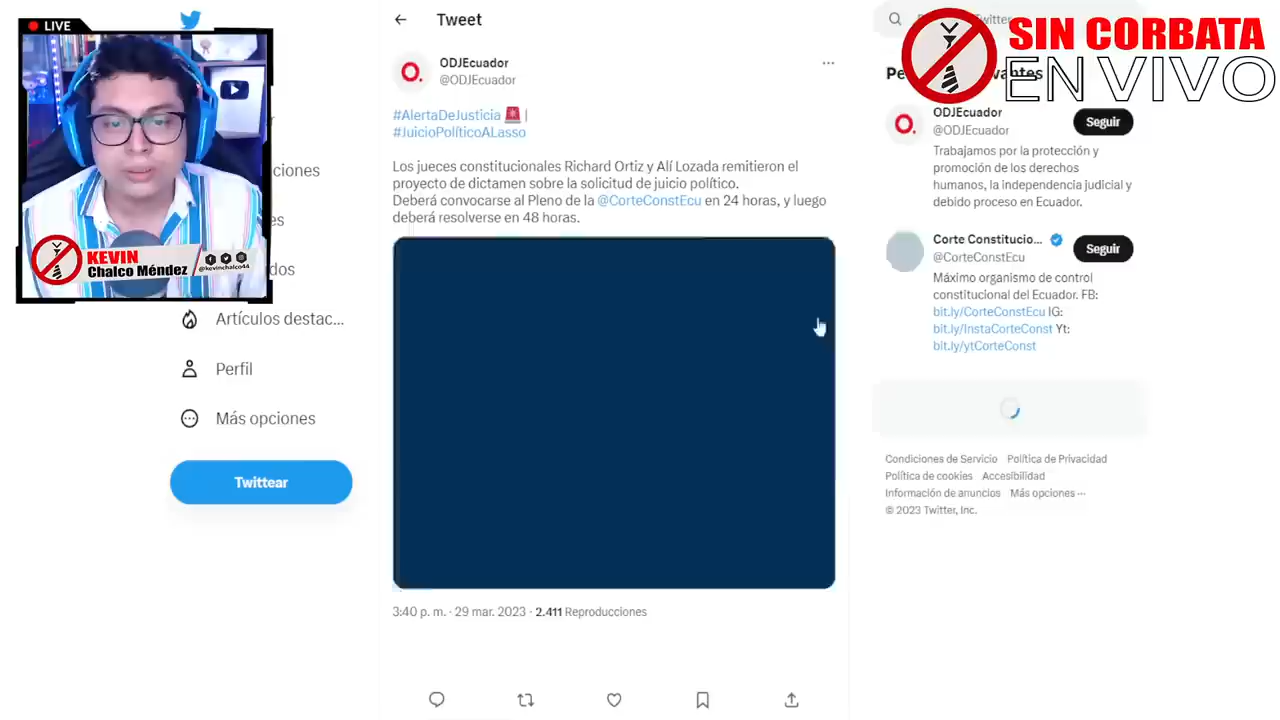 LIVE
KEVIN
Chalco Méndez
@kevinchalco44
ciones
es
dos
Artículos destac...
Perfil
Más opciones
Twittear
Tweet
ODJEcuador
@ODJEcuador
#AlertaDeJusticia 🚨 |
#JuicioPolíticoALasso
Los jueces constitucionales Richard Ortiz y Alí Lozada remitieron el
proyecto de dictamen sobre la solicitud de juicio político.
Deberá convocarse al Pleno de la @CorteConstEcu en 24 horas, y luego
deberá resolverse en 48 horas.
3:40 p. m. · 29 mar. 2023 · 2.411 Reproducciones
SIN CORBATA
EN VIVO
ODJEcuador
@ODJEcuador
Seguir
Trabajamos por la protección y
promoción de los derechos
humanos, la independencia judicial y
debido proceso en Ecuador.
Corte Constitucio...
@CorteConstEcu
Seguir
Máximo organismo de control
constitucional del Ecuador. FB:
bit.ly/CorteConstEcu IG:
bit.ly/InstaCorteConst Yt:
bit.ly/ytCorteConst
Condiciones de Servicio Política de Privacidad
Política de cookies Accesibilidad
Información de anuncios Más opciones ···
© 2023 Twitter, Inc.